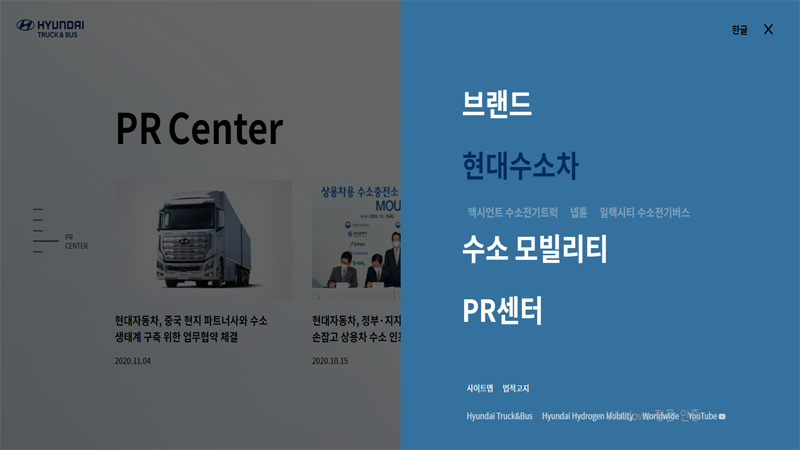 HYUNDAI
TRUCK & BUS
PR Center
PR
CENTER
현대자동차, 중국 현지 파트너사와 수소
생태계 구축 위한 업무협약 체결
2020.11.04
상용차용 수소충전소
MOU
현대자동차, 정부·지자
손잡고 상용차 수소 인프
2020.10.15
한글 X
브랜드
현대수소차
엑시언트 수소전기트럭 넵튠 일렉시티 수소전기버스
수소 모빌리티
PR센터
사이트맵 법적고지
Hyundai Truck&Bus Hyundai Hydrogen Mobility Worldwide YouTube